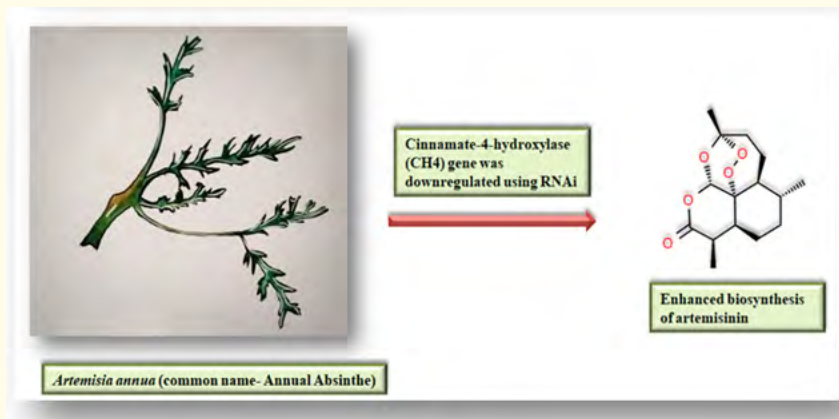 Cinnamate-4-hydroxylase
(CH4) gene was
downregulated using RNAi
O
O
O
O
O
Enhanced biosynthesis
of artemisinin
Artemisia annua (common name- Annual Absinthe)